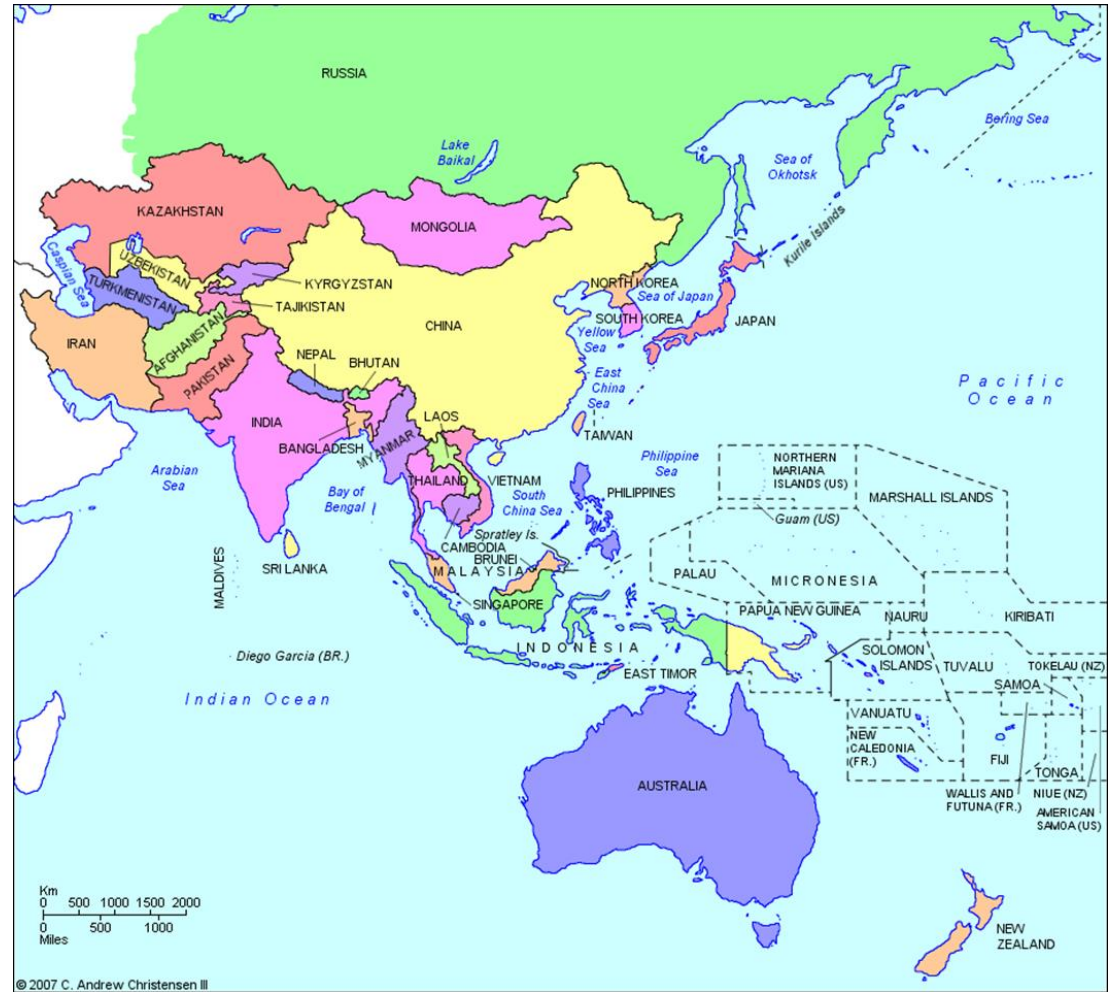 RUSSIA
Bering Sea
Lake
Baikal
Sea of
Okhotsk
KAZAKHSTAN
MONGOLIA
Kurile Islands
Caspian Sea
UZBEKISTAN
TURKMENISTAN
KYRGYZSTAN
TAJIKISTAN
NORTH KOREA
Sea of Japan
SOUTH KOREA
JAPAN
CHINA
Yellow
Sea
IRAN
AFGHANISTAN
PAKISTAN
NEPAL
BHUTAN
East
China
Sea
Pacific
Ocean
INDIA
LAOS
BANGLADESH
MYANMAR
TAIWAN
Arabian
Sea
Bay of
Bengal
THAILAND
VIETNAM
South
China Sea
Philippine
Sea
PHILIPPINES
NORTHERN
MARIANA
ISLANDS (US)
MARSHALL ISLANDS
Guam (US)
Spratley Is.
CAMBODIA
BRUNEI
MALAYSIA
SRI LANKA
MALDIVES
SINGAPORE
PALAU
MICRONESIA
PAPUA NEW GUINEA
NAURU
KIRIBATI
INDONESIA
SOLOMON
ISLANDS
TUVALU
TOKELAU (NZ)
Diego Garcia (BR.)
EAST TIMOR
SAMOA
Indian Ocean
VANUATU
NEW
CALEDONIA
(FR.)
FIJI
TONGA
AUSTRALIA
WALLIS AND
FUTUNA (FR.)
NIUE (NZ)
AMERICAN
SAMOA (US)
NEW
ZEALAND
Km
0 500 1000 1500 2000
0 500 1000
Miles
© 2007 C. Andrew Christensen III